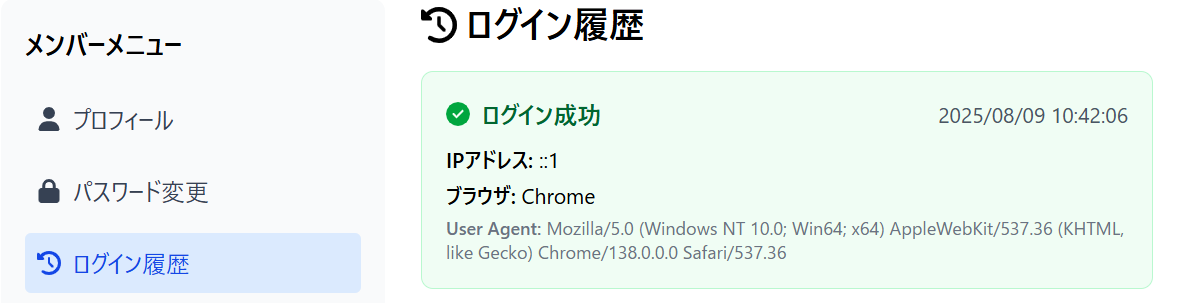 メンバーメニュー
プロフィール
パスワード変更
ログイン履歴
ログイン履歴
ログイン成功 2025/08/09 10:42:06
IPアドレス: ::1
ブラウザ: Chrome
User Agent: Mozilla/5.0 (Windows NT 10.0; Win64; x64) AppleWebKit/537.36 (KHTML,
like Gecko) Chrome/138.0.0.0 Safari/537.36